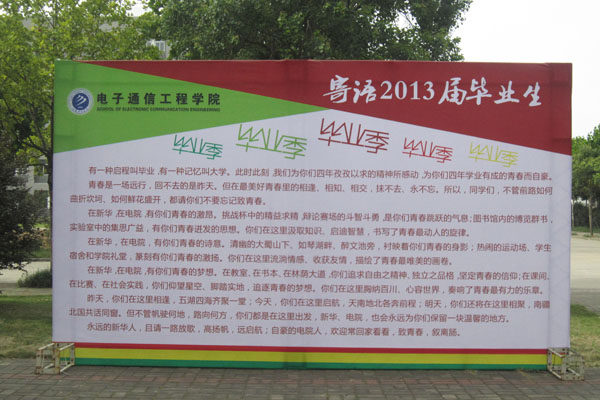 电子通信工程学院
SCHOOL OF ELECTRONIC COMMUNICATION ENGINEERING
寄语2013届毕业生
有一种启程叫毕业,有一种记忆叫大学。此时此刻,我们为你们四年孜孜以求的精神所感动,为你们四年学业有成的青春而自豪。
青春是一场远行，回不去的是昨天。但在最美好青春里的相逢、相知、相交，抹不去、永不忘。所以，同学们，不管前路如何
曲折坎坷、如何鲜花盛开，都请你们不要忘记致青春。
在新华,在电院,有你们青春的激昂。挑战杯中的精益求精,辩论赛场的斗智斗勇,是你们青春跳跃的气息;图书馆内的博览群书，
实验室中的集思广益，有你们青春迸发的思想。你们在这里汲取知识、启迪智慧，书写了青春最动人的旋律。
在新华，在电院，有你们青春的诗意。清幽的大蜀山下、如琴湖畔、醉文池旁，衬映着你们青春的身影；热闹的运动场、学生
宿舍和学院礼堂，篆刻有你们青春的激扬。你们在这里流淌情感、收获友情，描绘了青春最唯美的画卷。
在新华,在电院,有你们青春的梦想。在教室,在书本,在林荫大道,你们追求自由之精神、独立之品格,坚定青春的信仰;在课间,
在比赛、在社会实践，你们仰望星空、脚踏实地，追逐青春的梦想。你们在这里胸纳百川、心容世界，奏响了青春最有力的乐章。
昨天，你们在这里相逢，五湖四海齐聚一堂；今天，你们在这里启航，天南地北各奔前程；明天，你们还将在这里相聚，南疆
北国共话同窗。但不管帆驶何地，路向何方，你们都是在这里出发，新华、电院，也会永远为你们保留一块温馨的地方。
永远的新华人，且请一路放歌，高扬帆，远启航；自豪的电院人，欢迎常回家看看，致青春，叙离丽。